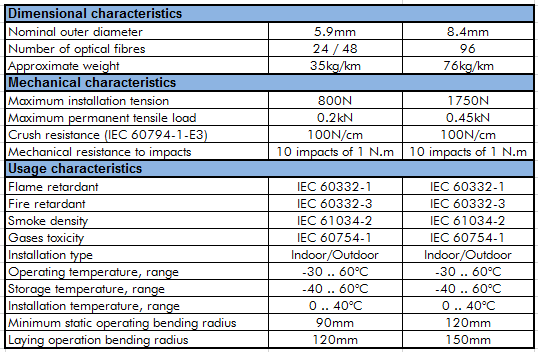 Dimensional characteristics
Nominal outer diameter 5.9mm 8.4mm
Number of optical fibres 24 / 48 96
Approximate weight 35kg/km 76kg/km
Mechanical characteristics
Maximum installation tension 800N 1750N
Maximum permanent tensile load 0.2kN 0.45kN
Crush resistance (IEC 60794-1-E3) 100N/cm 100N/cm
Mechanical resistance to impacts 10 impacts of 1 N.m 10 impacts of 1 N.m
Usage characteristics
Flame retardant IEC 60332-1 IEC 60332-1
Fire retardant IEC 60332-3 IEC 60332-3
Smoke density IEC 61034-2 IEC 61034-2
Gases toxicity IEC 60754-1 IEC 60754-1
Installation type Indoor/Outdoor Indoor/Outdoor
Operating temperature, range -30 .. 60°C -30 .. 60°C
Storage temperature, range -40 .. 60°C -40 .. 60°C
Installation temperature, range 0 .. 40°C 0 .. 40°C
Minimum static operating bending radius 90mm 120mm
Laying operation bending radius 120mm 150mm